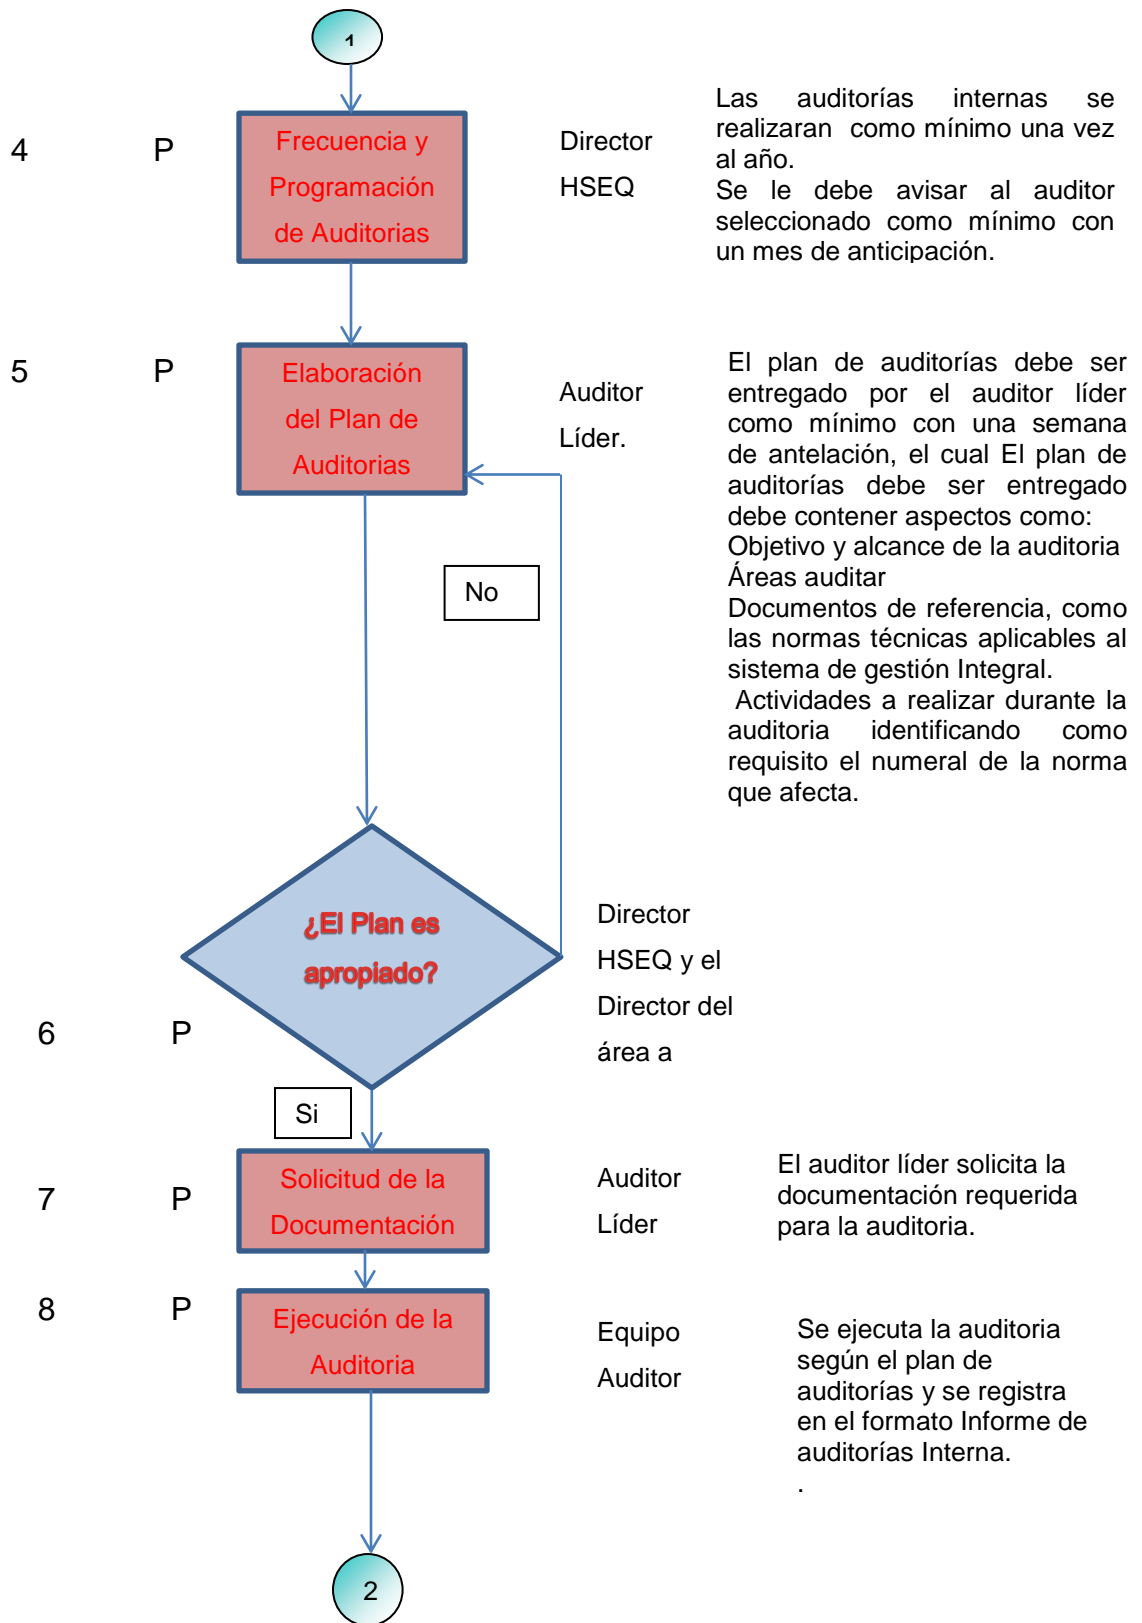 1
4
P
Frecuencia y
Programación
de Auditorias
Director
HSEQ
Las auditorías internas se
realizaran como mínimo una vez
al año.
Se le debe avisar al auditor
seleccionado como mínimo con
un mes de anticipación.
5
P
Elaboración
del Plan de
Auditorias
Auditor
Líder.
El plan de auditorías debe ser
entregado por el auditor líder
como mínimo con una semana
de antelación, el cual El plan de
auditorías debe ser entregado
debe contener aspectos como:
Objetivo y alcance de la auditoria
Áreas auditar
Documentos de referencia, como
las normas técnicas aplicables al
sistema de gestión Integral.
Actividades a realizar durante la
auditoria identificando como
requisito el numeral de la norma
que afecta.
No
6
P
¿El Plan es
apropiado?
Director
HSEQ y el
Director del
área a
Si
7
P
Solicitud de la
Documentación
Auditor
Líder
El auditor líder solicita la
documentación requerida
para la auditoria.
8
P
Ejecución de la
Auditoria
Equipo
Auditor
Se ejecuta la auditoria
según el plan de
auditorías y se registra
en el formato Informe de
auditorías Interna.
.
2